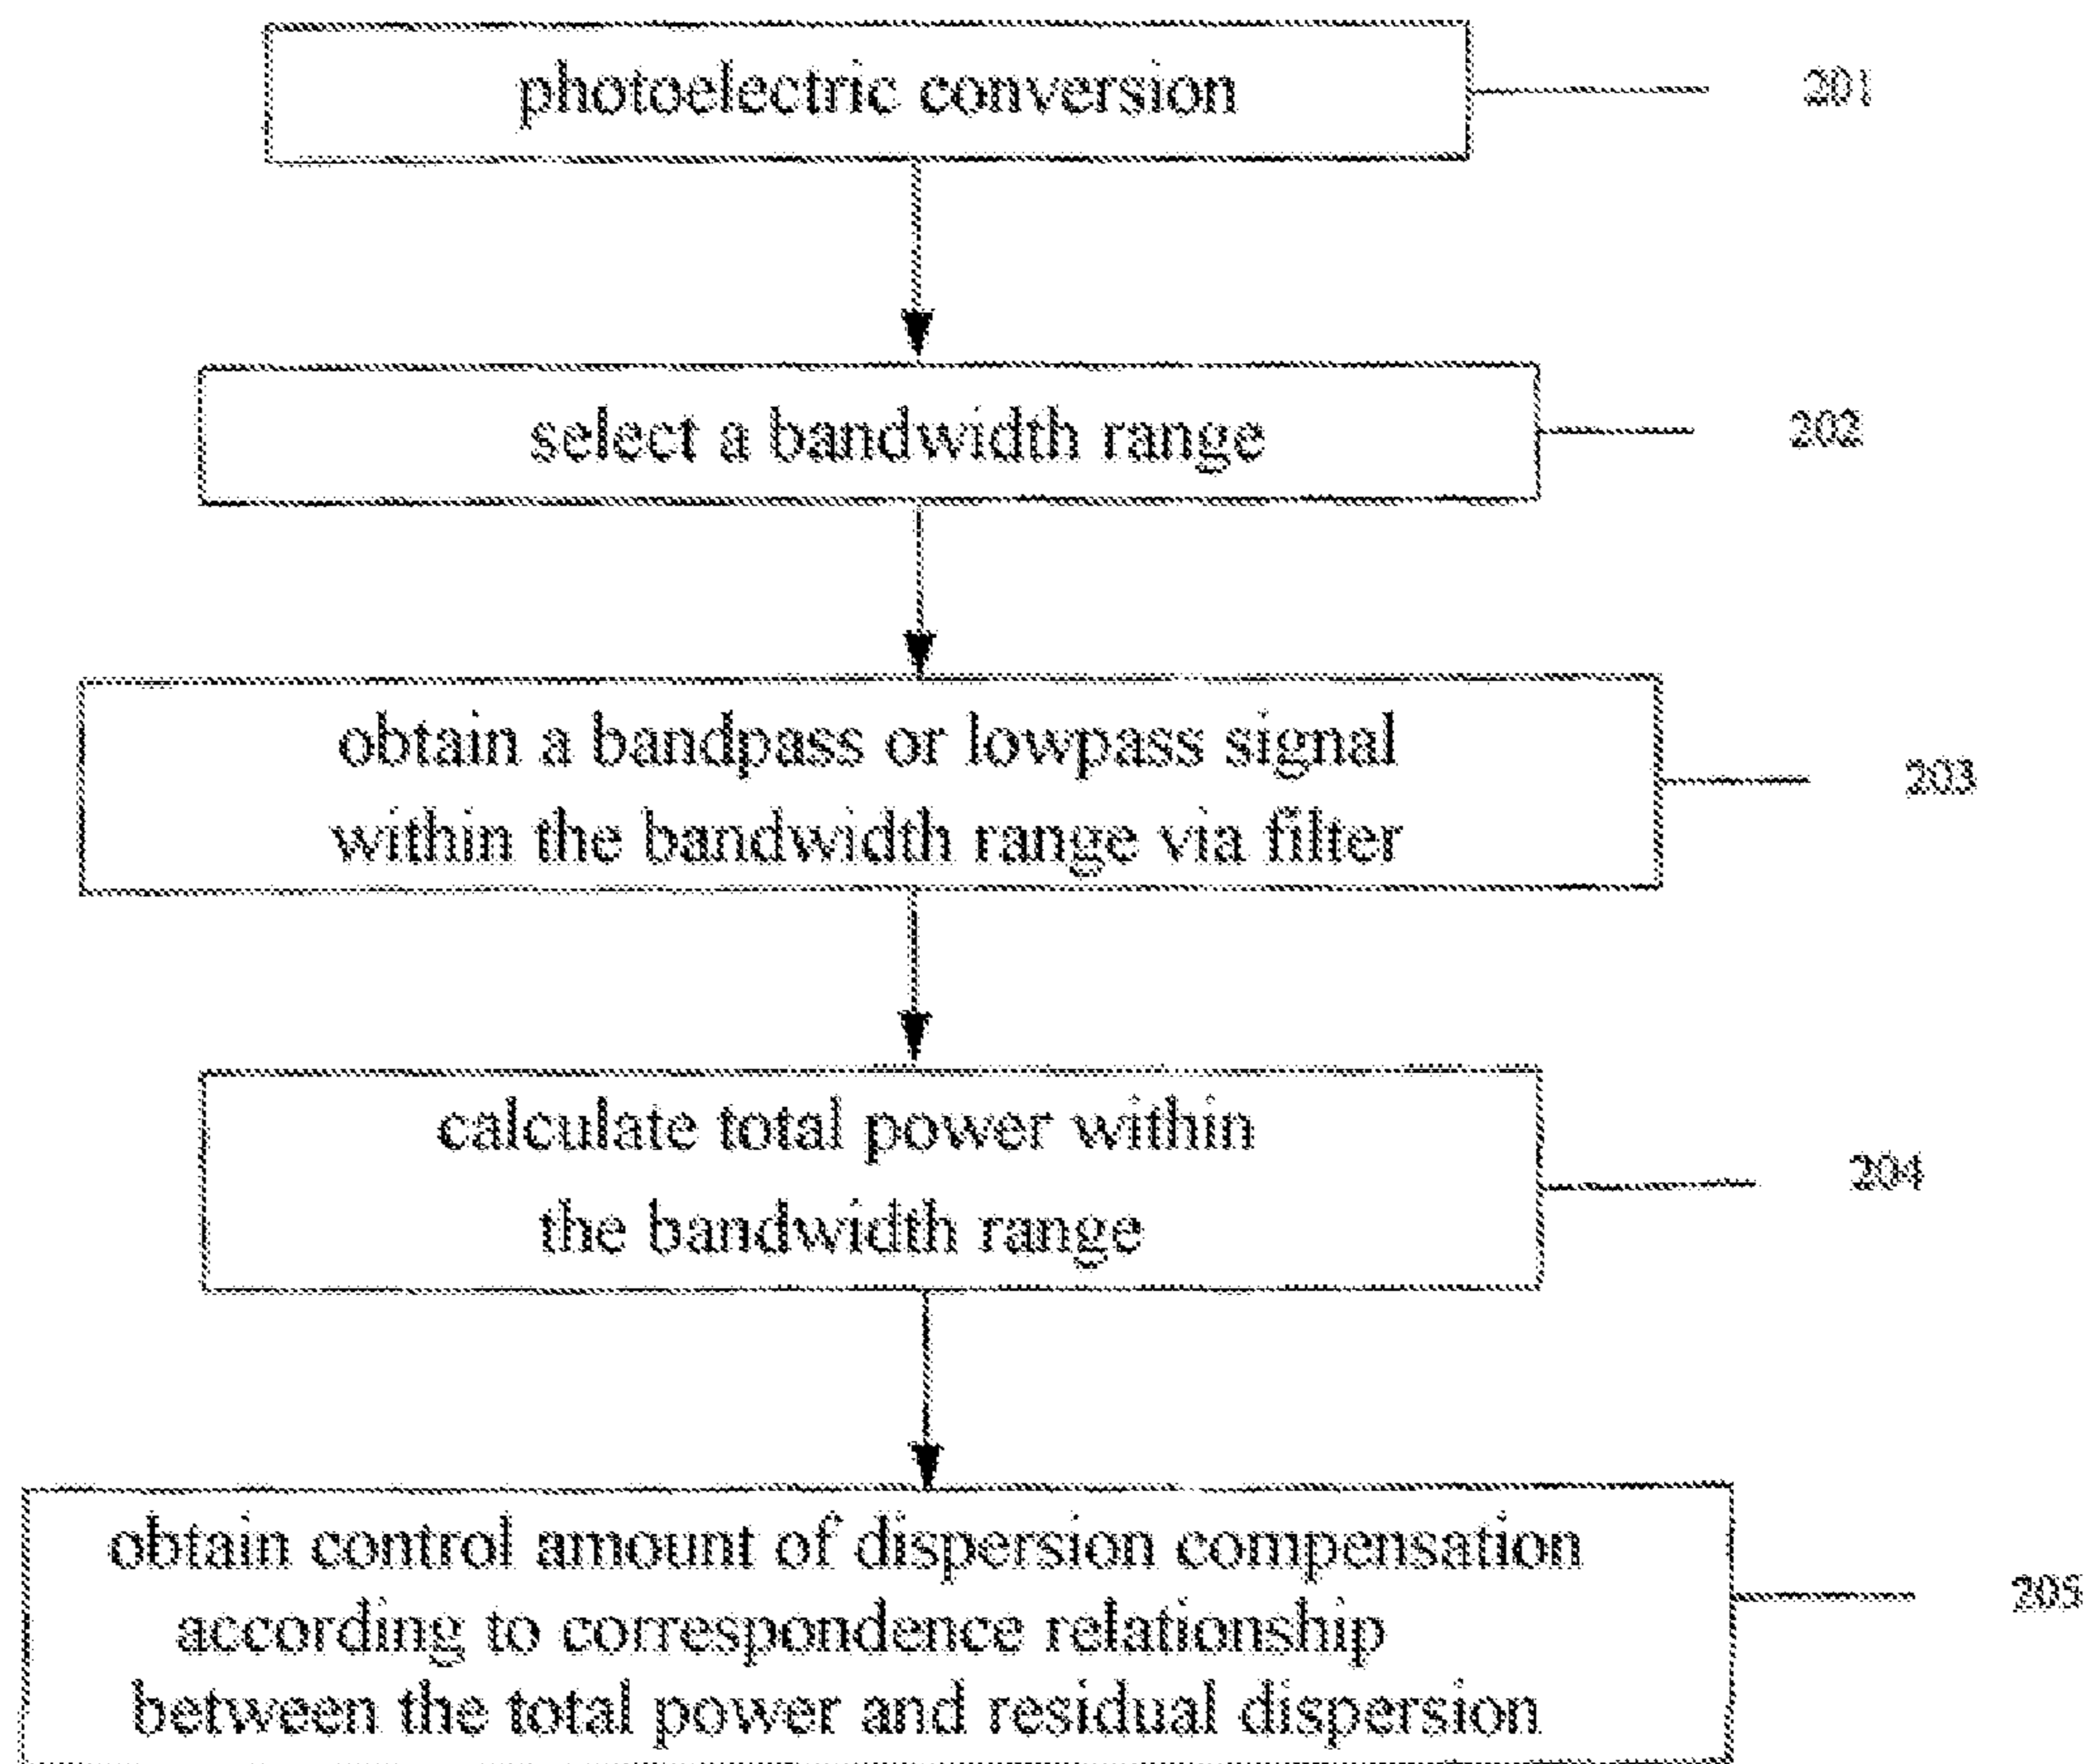 photoelectric conversion
201
select a bandwidth range
202
obtain a bandpass or lowpass signal
within the bandwidth range via filter
203
calculate total power within
the bandwidth range
204
obtain control amount of dispersion compensation
according to correspondence relationship
between the total power and residual dispersion
205